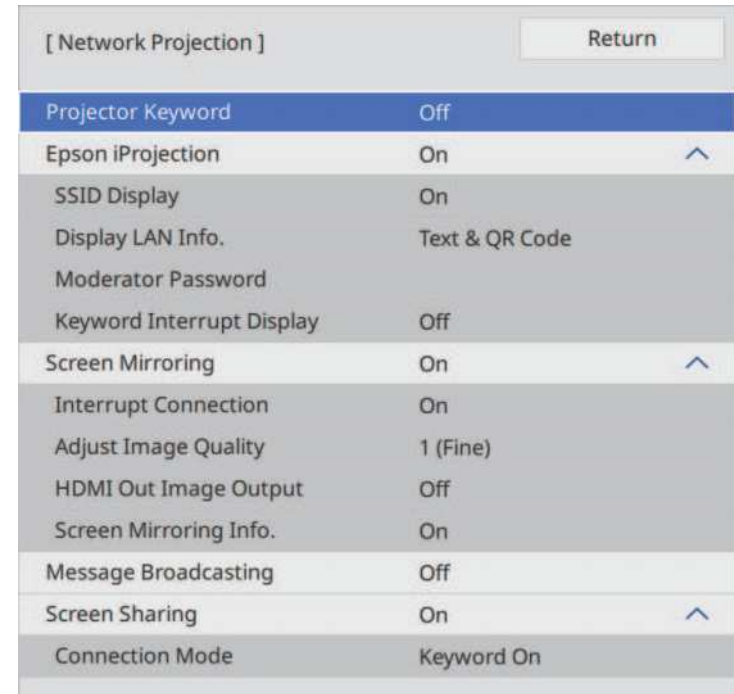 [ Network Projection ] Return
Projector Keyword Off
Epson iProjection On
SSID Display On
Display LAN Info. Text & QR Code
Moderator Password
Keyword Interrupt Display Off
Screen Mirroring On
Interrupt Connection On
Adjust Image Quality 1 (Fine)
HDMI Out Image Output Off
Screen Mirroring Info. On
Message Broadcasting Off
Screen Sharing On
Connection Mode Keyword On